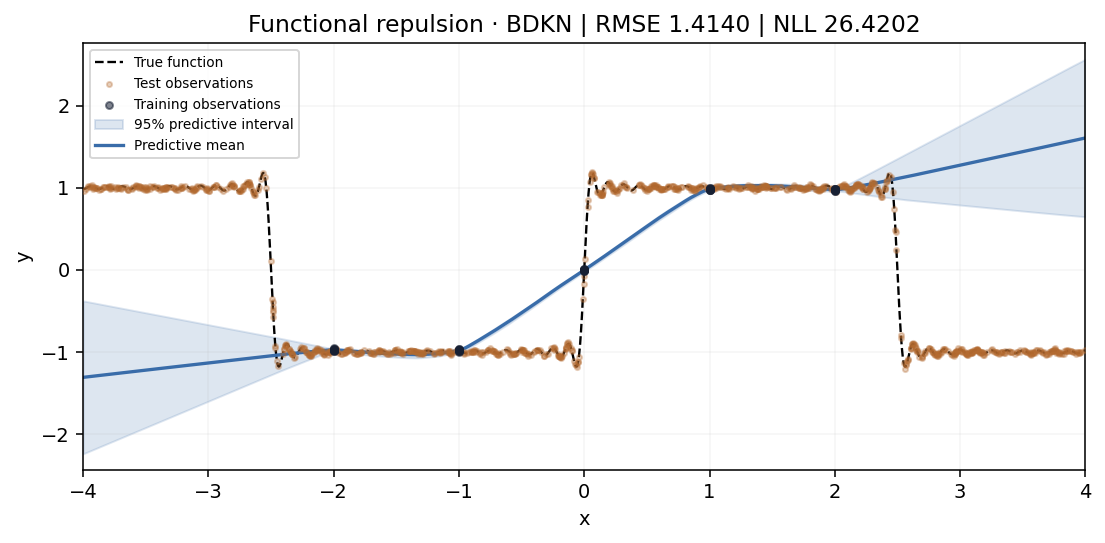 Functional repulsion · BDKN | RMSE 1.4140 | NLL 26.4202
True function
Test observations
Training observations
95% predictive interval
Predictive mean
y
2
1
0
−1
−2
−4
−3
−2
−1
0
1
2
3
4
x